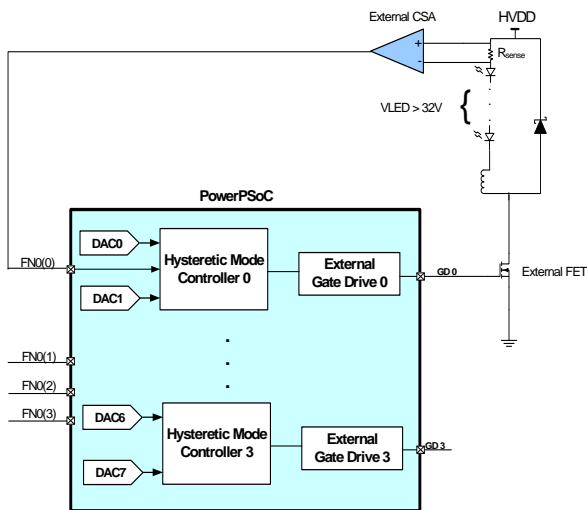 External CSA
HVDD
+
-
Rsense
VLED > 32V
{
PowerPSoC
DAC0
FN0(0)
Hysteretic Mode
Controller 0
External
Gate Drive 0
GD 0
External FET
DAC1
FN0(1)
FN0(2)
FN0(3)
DAC6
Hysteretic Mode
Controller 3
External
Gate Drive 3
GD 3
DAC7